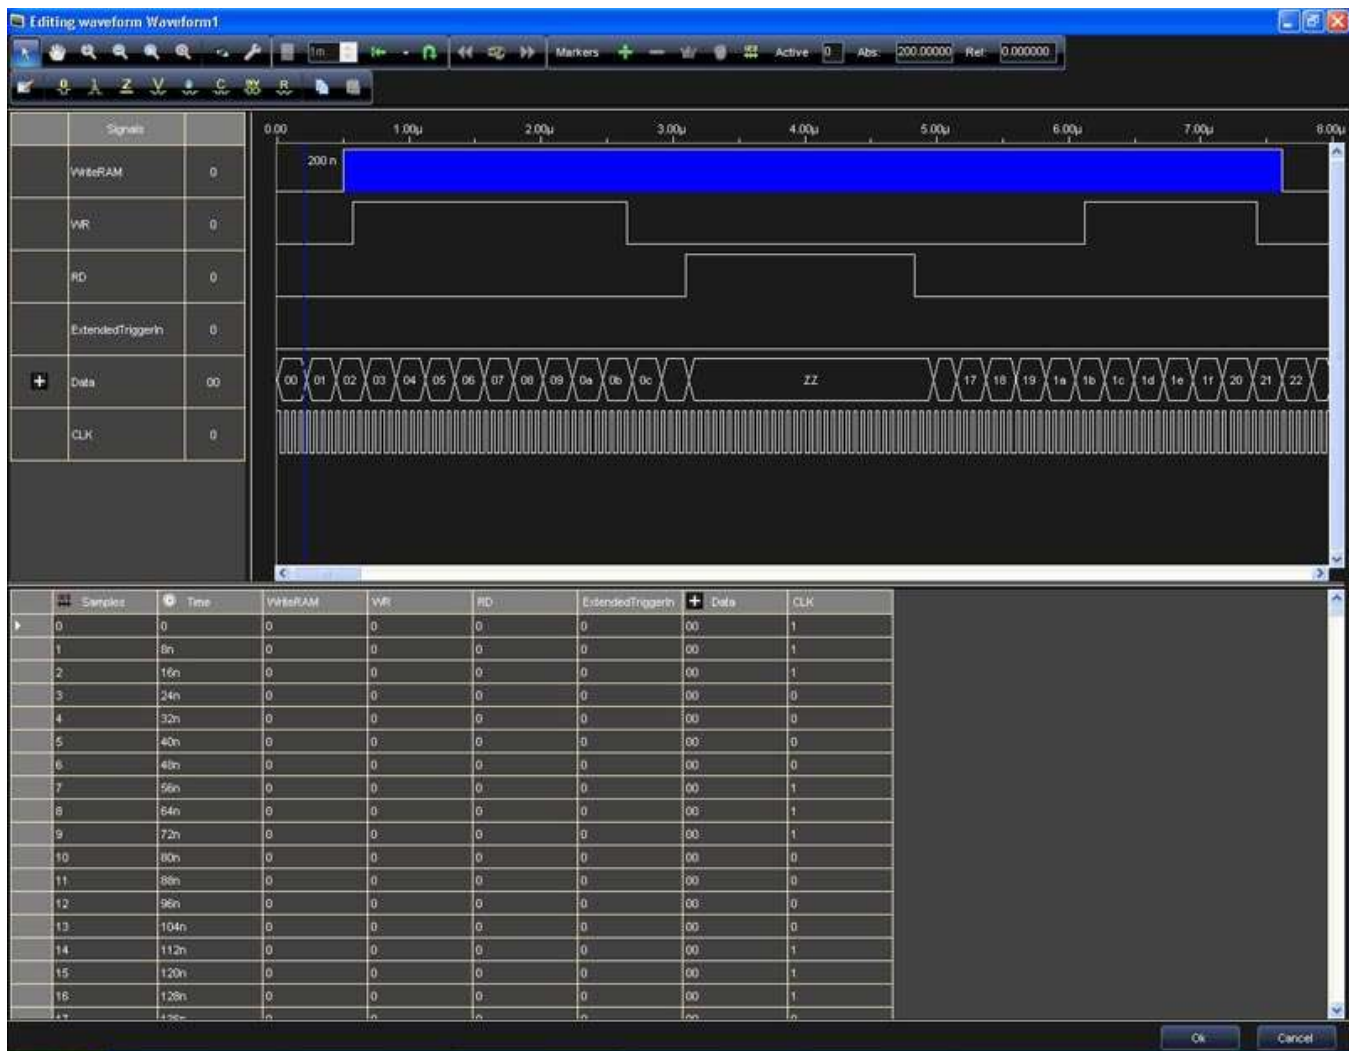 Editing waveform Waveform1
1m Markers Active 0 Abs: 200.00000 Rel: 0.000000
0 1 Z C INV R
Signals 0.00 1.00µ 2.00µ 3.00µ 4.00µ 5.00µ 6.00µ 7.00µ 8.00µ
WriteRAM 0 200 n
WR 0
RD 0
ExtendedTriggerIn 0
Data 00 00 01 02 03 04 05 06 07 08 09 0a 0b 0c ZZ 17 18 19 1a 1b 1c 1d 1e 1f 20 21 22
CLK 0
Samples Time WriteRAM WR RD ExtendedTriggerIn Data CLK
0 0 0 0 0 0 00 1
1 8n 0 0 0 0 00 1
2 16n 0 0 0 0 00 1
3 24n 0 0 0 0 00 0
4 32n 0 0 0 0 00 0
5 40n 0 0 0 0 00 0
6 48n 0 0 0 0 00 0
7 56n 0 0 0 0 00 1
8 64n 0 0 0 0 00 1
9 72n 0 0 0 0 00 1
10 80n 0 0 0 0 00 0
11 88n 0 0 0 0 00 0
12 96n 0 0 0 0 00 0
13 104n 0 0 0 0 00 0
14 112n 0 0 0 0 00 1
15 120n 0 0 0 0 00 1
16 128n 0 0 0 0 00 1
Ok Cancel